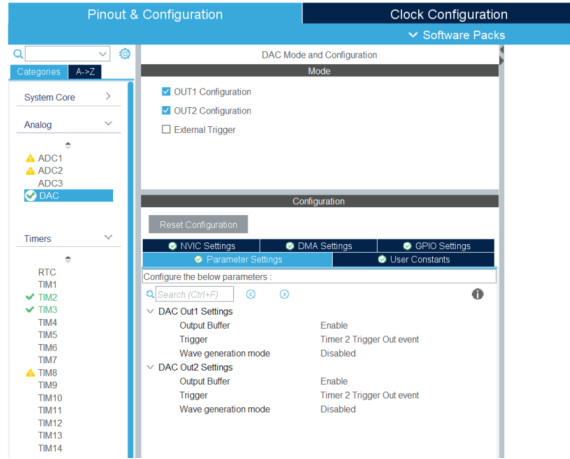 Pinout & Configuration
Clock Configuration
Software Packs
Categories
A->Z
System Core
Analog
ADC1
ADC2
ADC3
DAC
Timers
RTC
TIM1
TIM2
TIM3
TIM4
TIM5
TIM6
TIM7
TIM8
TIM9
TIM10
TIM11
TIM12
TIM13
TIM14
DAC Mode and Configuration
Mode
OUT1 Configuration
OUT2 Configuration
External Trigger
Configuration
Reset Configuration
NVIC Settings
DMA Settings
GPIO Settings
Parameter Settings
User Constants
Configure the below parameters :
Search (Ctrl+F)
DAC Out1 Settings
Output Buffer Enable
Trigger Timer 2 Trigger Out event
Wave generation mode Disabled
DAC Out2 Settings
Output Buffer Enable
Trigger Timer 2 Trigger Out event
Wave generation mode Disabled